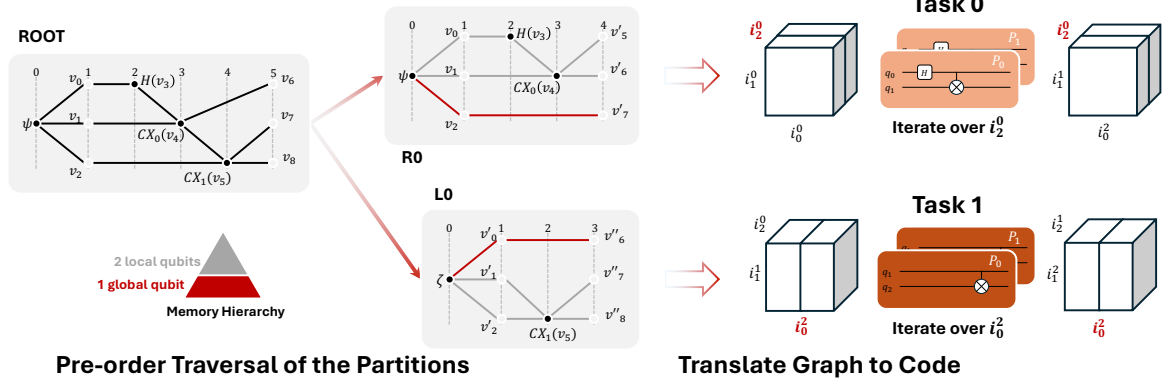 ROOT
0 1 2 3 4 5
v₀ H(v₃) v₆
ψ v₁ CX₀(v₄) v₇
v₂ CX₁(v₅) v₈
2 local qubits
1 global qubit
Memory Hierarchy
0 1 2 3 4
v₀ H(v₃) v'₅
ψ v₁ CX₀(v₄) v'₆
v₂ v'₇
R0
L0
0 1 2 3
v'₀ v''₆
ζ v'₁ v''₇
v'₂ CX₁(v₅) v''₈
Pre-order Traversal of the Partitions
Task 0
i₂⁰ P₁ i₂⁰
H
P₀
i₁⁰ q₀ H i₁¹
q₁
i₀⁰ Iterate over i₂⁰ i₀²
Task 1
i₂⁰ P₁ i₂¹
P₀
i₁¹ q₁ i₁²
q₂
i₀² Iterate over i₀² i₀²
Translate Graph to Code